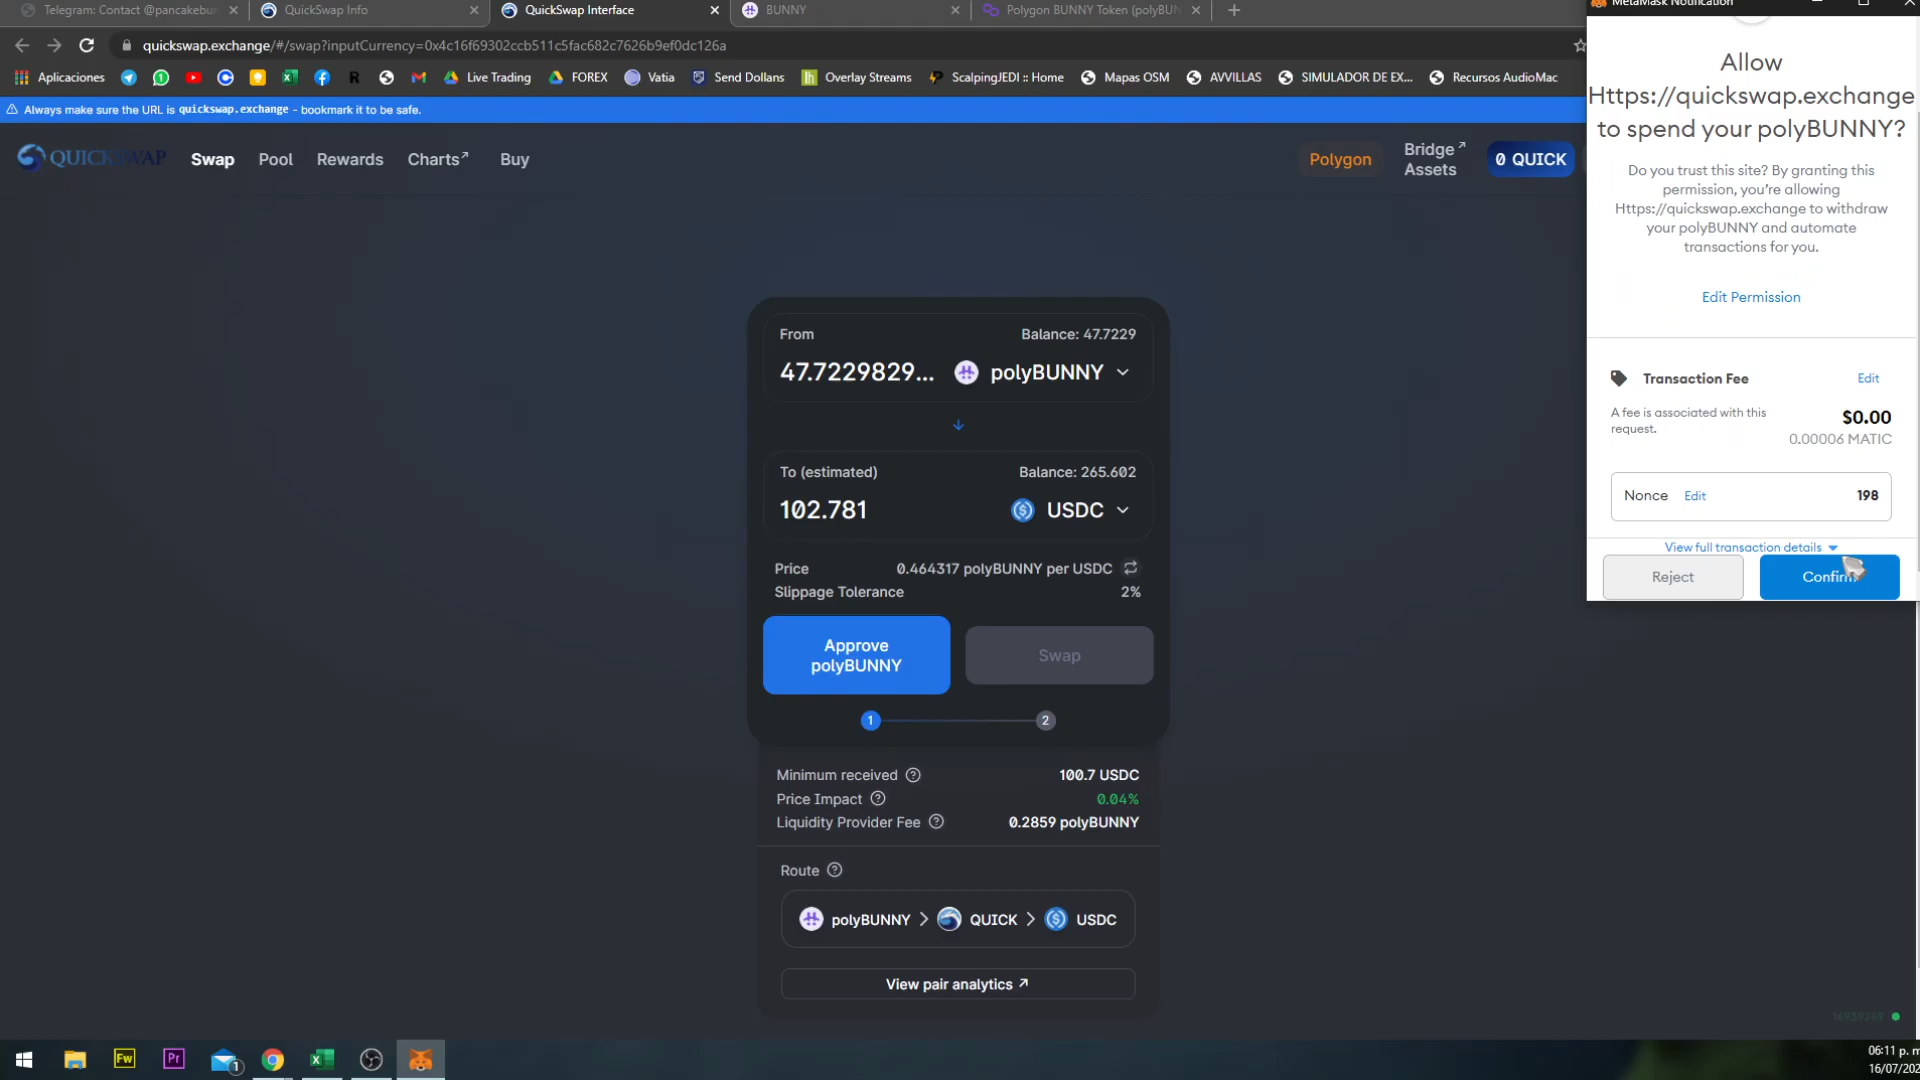 Telegram: Contact @pancakebun
QuickSwap Info
QuickSwap Interface
BUNNY
Polygon BUNNY Token (polyBUN
MetaMask Notification
quickswap.exchange/#/swap?inputCurrency=0x4c16f69302ccb511c5fac682c7626b9ef0dc126a
Aplicaciones
Live Trading
FOREX
Vatia
Send Dollans
Overlay Streams
ScalpingJEDI :: Home
Mapas OSM
AVVILLAS
SIMULADOR DE EX...
Recursos AudioMac
Always make sure the URL is quickswap.exchange - bookmark it to be safe.
QUICKSWAP
Swap
Pool
Rewards
Charts↗
Buy
Polygon
Bridge↗
Assets
0 QUICK
From
Balance: 47.7229
47.7229829...
polyBUNNY
To (estimated)
Balance: 265.602
102.781
USDC
Price
0.464317 polyBUNNY per USDC
Slippage Tolerance
2%
Approve
polyBUNNY
Swap
1
2
Minimum received
100.7 USDC
Price Impact
0.04%
Liquidity Provider Fee
0.2859 polyBUNNY
Route
polyBUNNY > QUICK > USDC
View pair analytics ↗
Allow
Https://quickswap.exchange
to spend your polyBUNNY?
Do you trust this site? By granting this
permission, you're allowing
Https://quickswap.exchange to withdraw
your polyBUNNY and automate
transactions for you.
Edit Permission
Transaction Fee
Edit
A fee is associated with this
request.
$0.00
0.00006 MATIC
Nonce
Edit
198
View full transaction details
Reject
Confirm
Fw
Pr
1
06:11 p. m
16/07/202